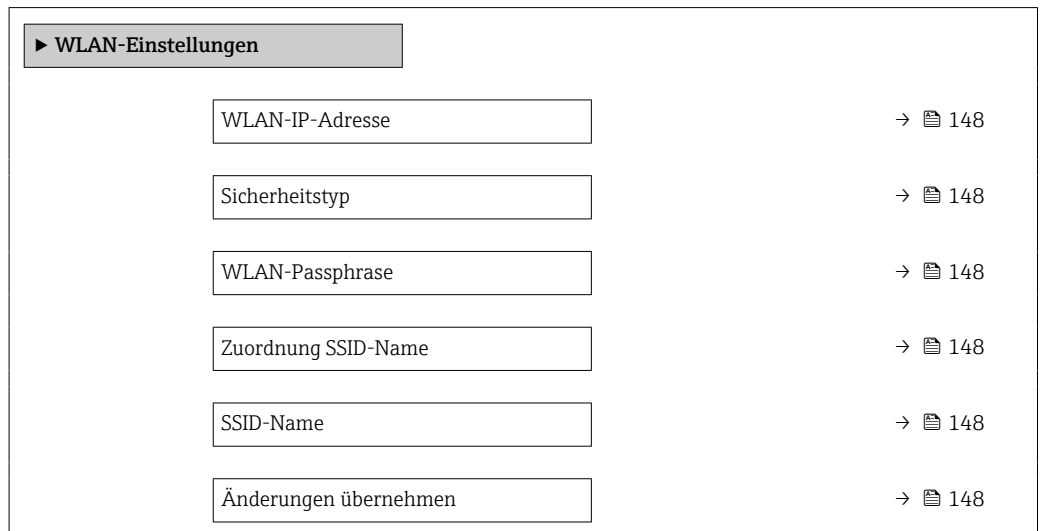 ▶ WLAN-Einstellungen
WLAN-IP-Adresse → 148
Sicherheitstyp → 148
WLAN-Passphrase → 148
Zuordnung SSID-Name → 148
SSID-Name → 148
Änderungen übernehmen → 148